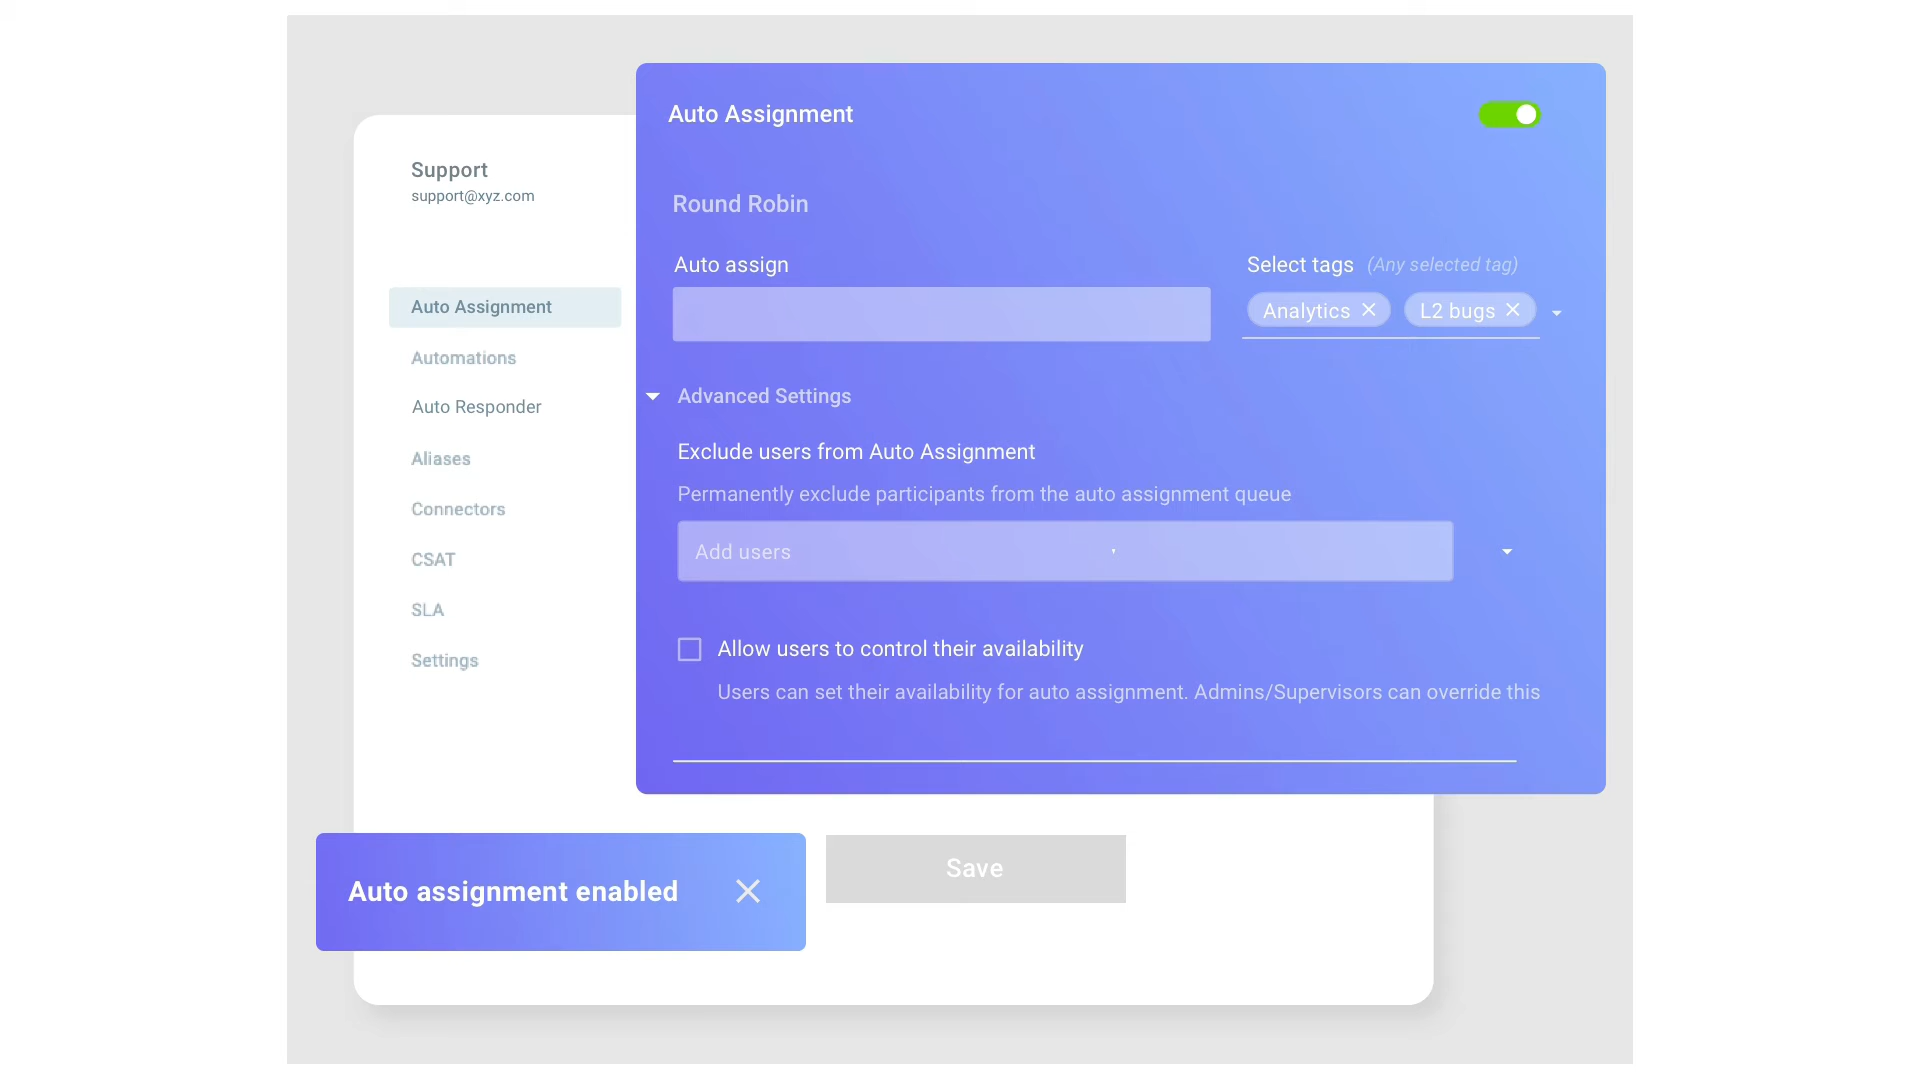 Support
support@xyz.com
Auto Assignment
Automations
Auto Responder
Aliases
Connectors
CSAT
SLA
Settings
Auto Assignment
Round Robin
Auto assign
Select tags (Any selected tag)
Analytics
L2 bugs
Advanced Settings
Exclude users from Auto Assignment
Permanently exclude participants from the auto assignment queue
Add users
Allow users to control their availability
Users can set their availability for auto assignment. Admins/Supervisors can override this
Auto assignment enabled
Save